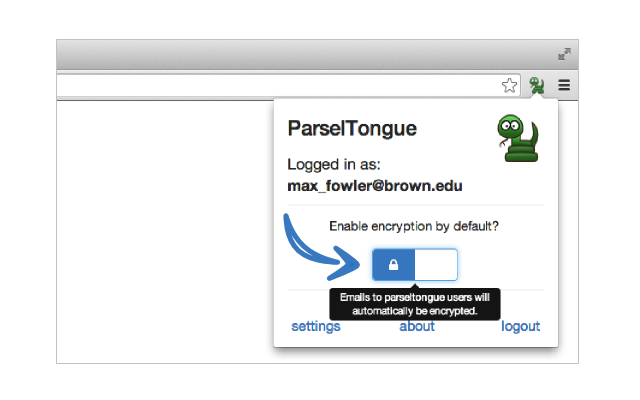 ParselTongue
Logged in as:
max_fowler@brown.edu
Enable encryption by default?
Emails to parseltongue users will
automatically be encrypted.
settings about logout